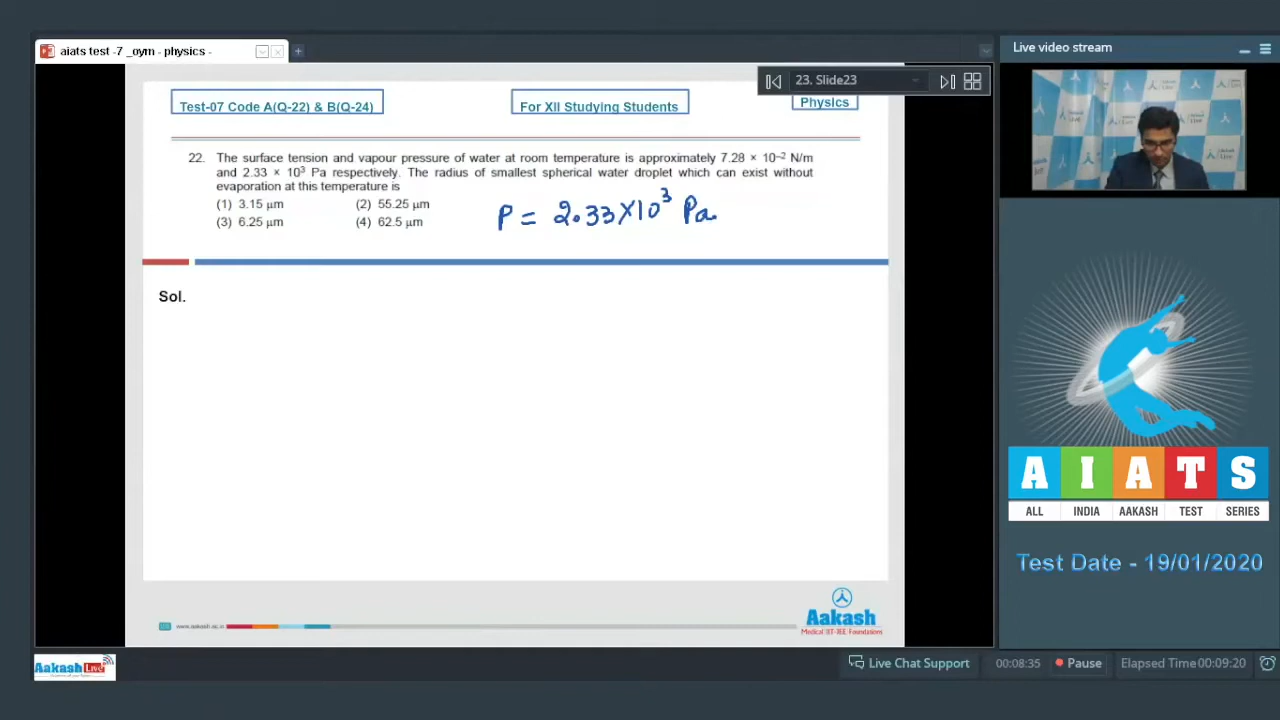 aiats test -7 _oym - physics -
Live video stream
23. Slide23
Test-07 Code A(Q-22) & B(Q-24)
For XII Studying Students
Physics
22. The surface tension and vapour pressure of water at room temperature is approximately 7.28 × 10⁻² N/m
and 2.33 × 10³ Pa respectively. The radius of smallest spherical water droplet which can exist without
evaporation at this temperature is
(1) 3.15 μm (2) 55.25 μm
(3) 6.25 μm (4) 62.5 μm
P = 2.33×10³ Pa
Sol.
A I A T S
ALL INDIA AAKASH TEST SERIES
Test Date - 19/01/2020
www.aakash.ac.in
Aakash
Medical|IIT-JEE|Foundations
Aakash Live
Live Chat Support
00:08:35
Pause
Elapsed Time 00:09:20